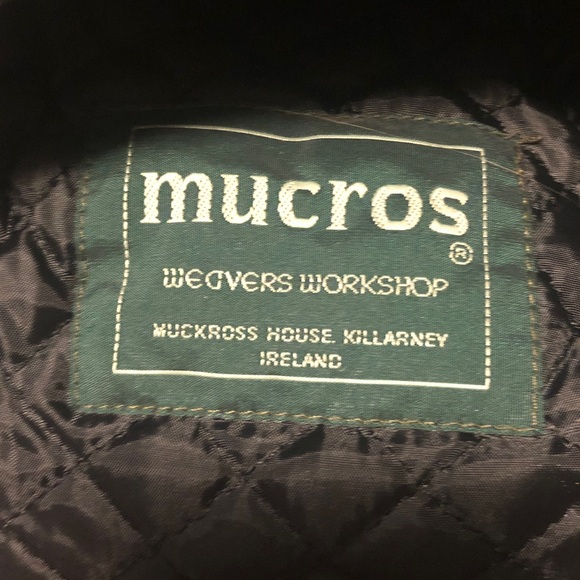 mucros
®
WEAVERS WORKSHOP
MUCKROSS HOUSE. KILLARNEY
IRELAND